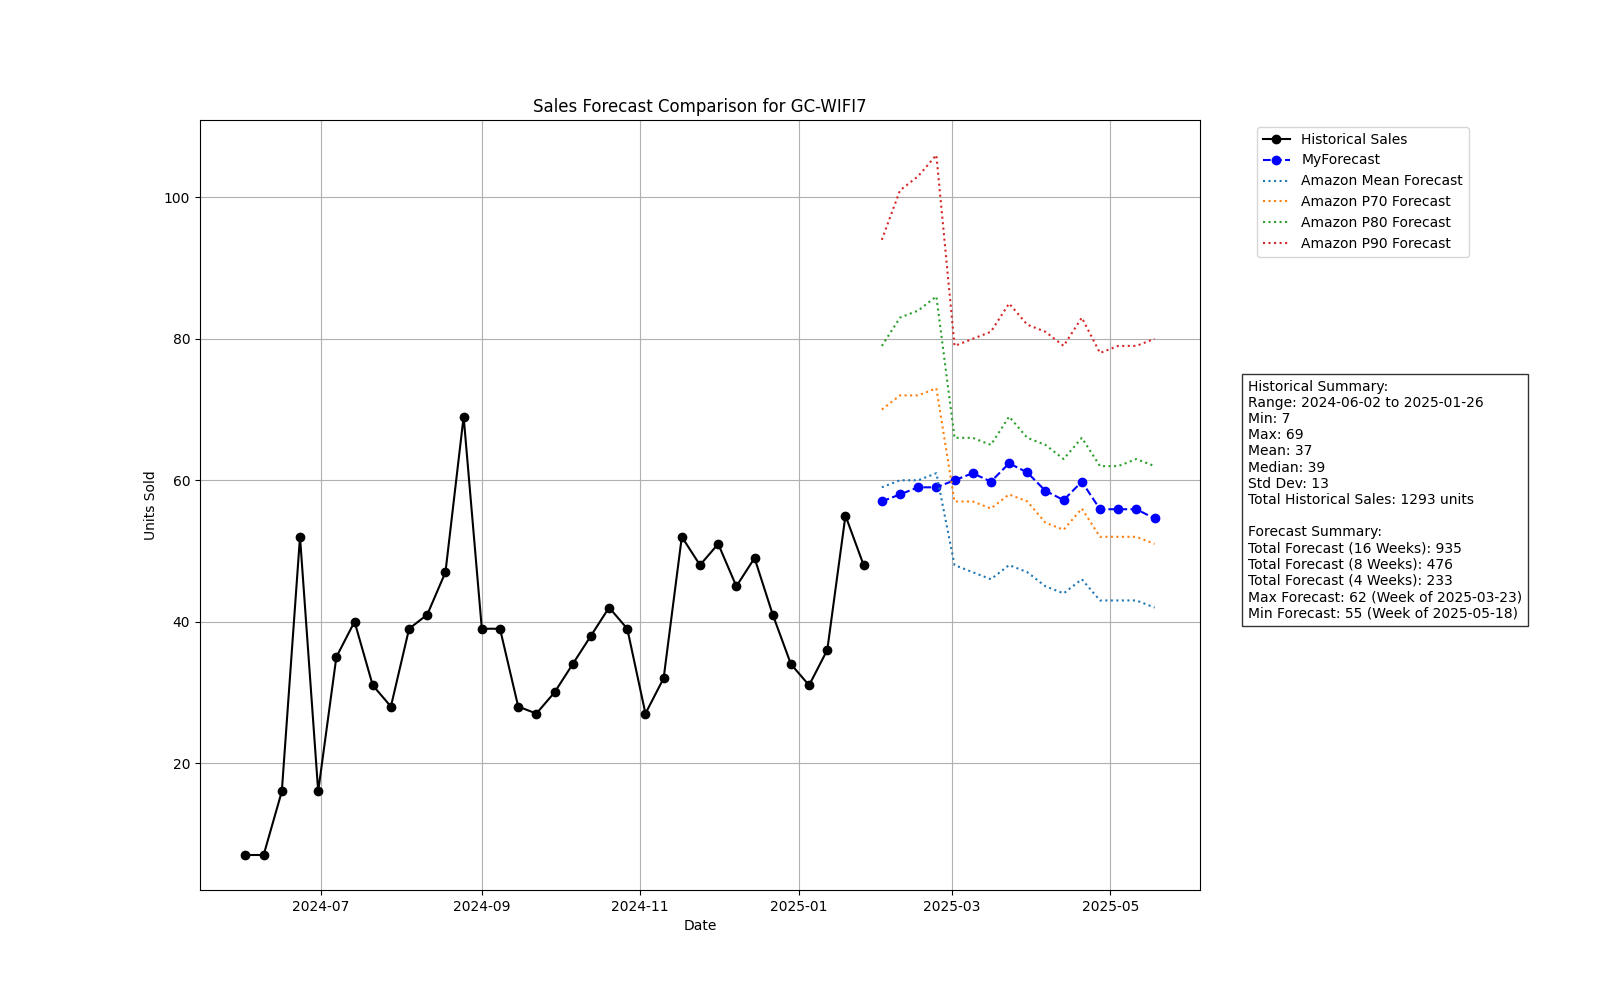 Sales Forecast Comparison for GC-WIFI7
Historical Sales
MyForecast
Amazon Mean Forecast
Amazon P70 Forecast
Amazon P80 Forecast
Amazon P90 Forecast
100
80
60
40
20
Units Sold
2024-07
2024-09
2024-11
2025-01
2025-03
2025-05
Date
Historical Summary:
Range: 2024-06-02 to 2025-01-26
Min: 7
Max: 69
Mean: 37
Median: 39
Std Dev: 13
Total Historical Sales: 1293 units
Forecast Summary:
Total Forecast (16 Weeks): 935
Total Forecast (8 Weeks): 476
Total Forecast (4 Weeks): 233
Max Forecast: 62 (Week of 2025-03-23)
Min Forecast: 55 (Week of 2025-05-18)